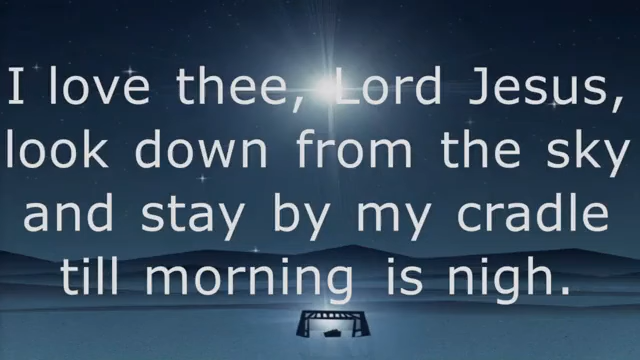 I love thee, Lord Jesus,
look down from the sky
and stay by my cradle
till morning is nigh.